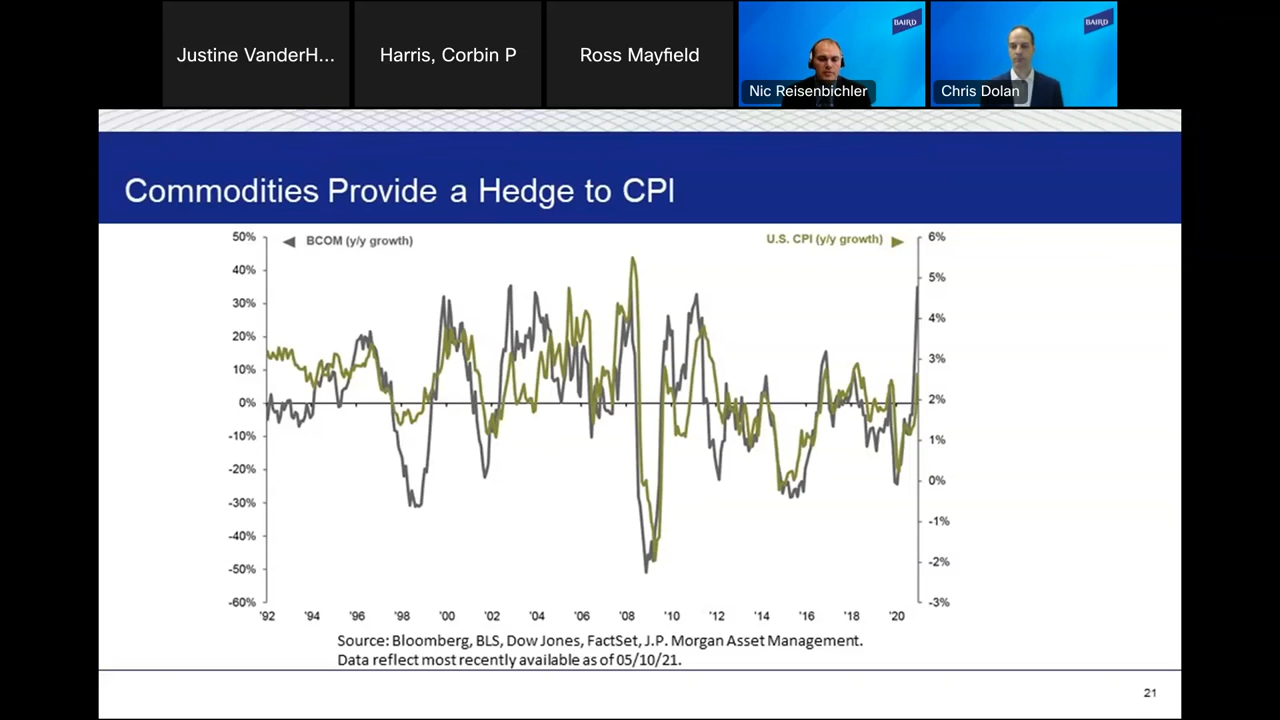 Justine VanderH...
Harris, Corbin P
Ross Mayfield
BAIRD
Nic Reisenbichler
BAIRD
Chris Dolan
Commodities Provide a Hedge to CPI
◀ BCOM (y/y growth)
U.S. CPI (y/y growth) ▶
50%
40%
30%
20%
10%
0%
-10%
-20%
-30%
-40%
-50%
-60%
6%
5%
4%
3%
2%
1%
0%
-1%
-2%
-3%
'92 '94 '96 '98 '00 '02 '04 '06 '08 '10 '12 '14 '16 '18 '20
Source: Bloomberg, BLS, Dow Jones, FactSet, J.P. Morgan Asset Management.
Data reflect most recently available as of 05/10/21.
21